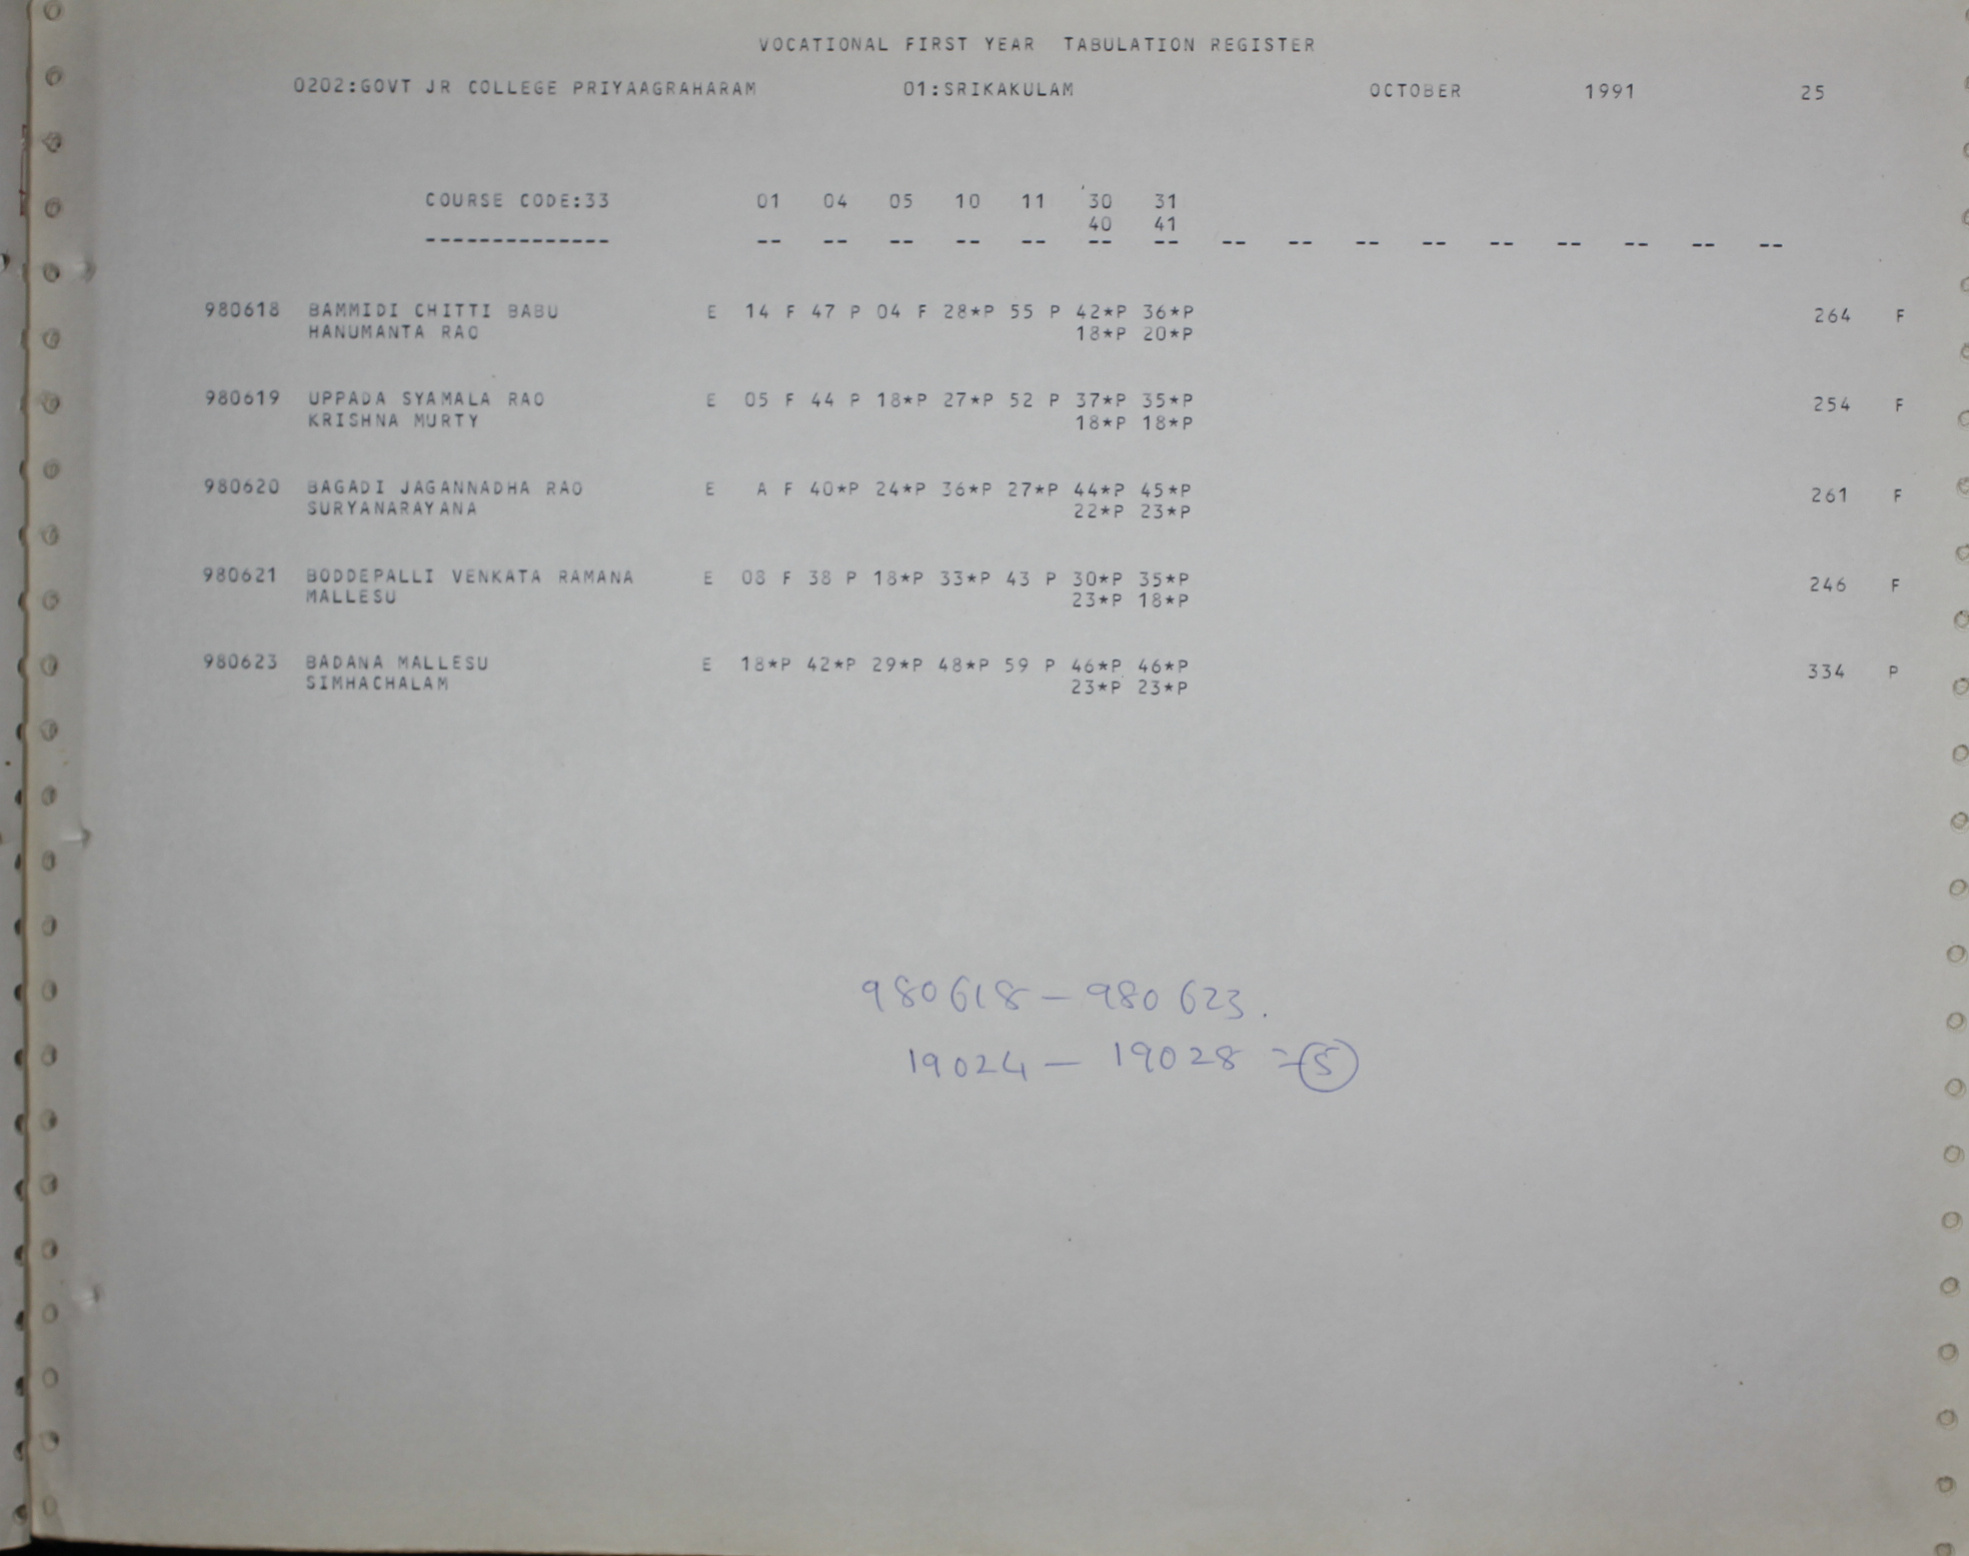 VOCATIONAL FIRST YEAR TABULATION REGISTER
0202:GOVT JR COLLEGE PRIYAAGRAHARAM 01:SRIKAKULAM OCTOBER 1991 25
COURSE CODE:33 01 04 05 10 11 30 31
40 41
-------------- -- -- -- -- -- -- -- -- -- -- -- -- -- -- -- --
980618 BAMMIDI CHITTI BABU E 14 F 47 P 04 F 28*P 55 P 42*P 36*P 264 F
HANUMANTA RAO 18*P 20*P
980619 UPPADA SYAMALA RAO E 05 F 44 P 18*P 27*P 52 P 37*P 35*P 254 F
KRISHNA MURTY 18*P 18*P
980620 BAGADI JAGANNADHA RAO E A F 40*P 24*P 36*P 27*P 44*P 45*P 261 F
SURYANARAYANA 22*P 23*P
980621 BODDEPALLI VENKATA RAMANA E 08 F 38 P 18*P 33*P 43 P 30*P 35*P 246 F
MALLESU 23*P 18*P
980623 BADANA MALLESU E 18*P 42*P 29*P 48*P 59 P 46*P 46*P 334 P
SIMHACHALAM 23*P 23*P
980618 - 980623.
19024 - 19028 = 5